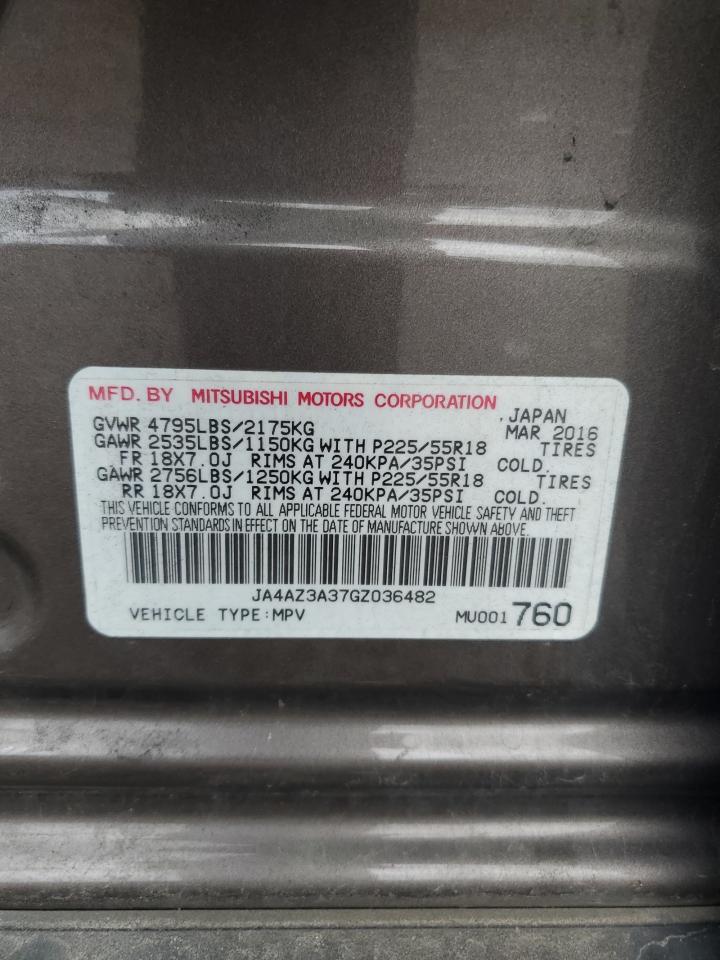 MFD. BY MITSUBISHI MOTORS CORPORATION
, JAPAN
GVWR 4795LBS/2175KG MAR 2016
GAWR 2535LBS/1150KG WITH P225/55R18 TIRES
FR 18X7.0J RIMS AT 240KPA/35PSI COLD.
GAWR 2756LBS/1250KG WITH P225/55R18 TIRES
RR 18X7.0J RIMS AT 240KPA/35PSI COLD.
THIS VEHICLE CONFORMS TO ALL APPLICABLE FEDERAL MOTOR VEHICLE SAFETY AND THEFT
PREVENTION STANDARDS IN EFFECT ON THE DATE OF MANUFACTURE SHOWN ABOVE.
JA4AZ3A37GZ036482
VEHICLE TYPE:MPV MU001 760